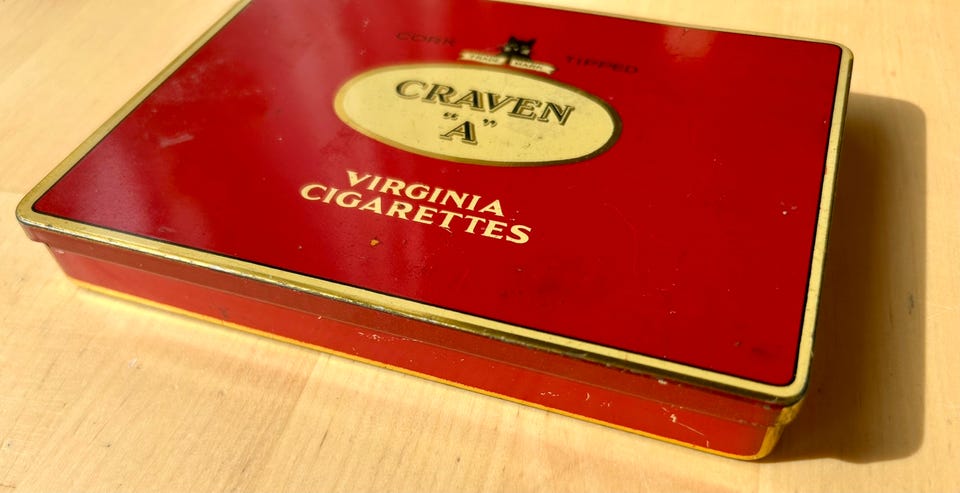 CORK TIPPED
TRADE MARK
CRAVEN
"A"
VIRGINIA
CIGARETTES